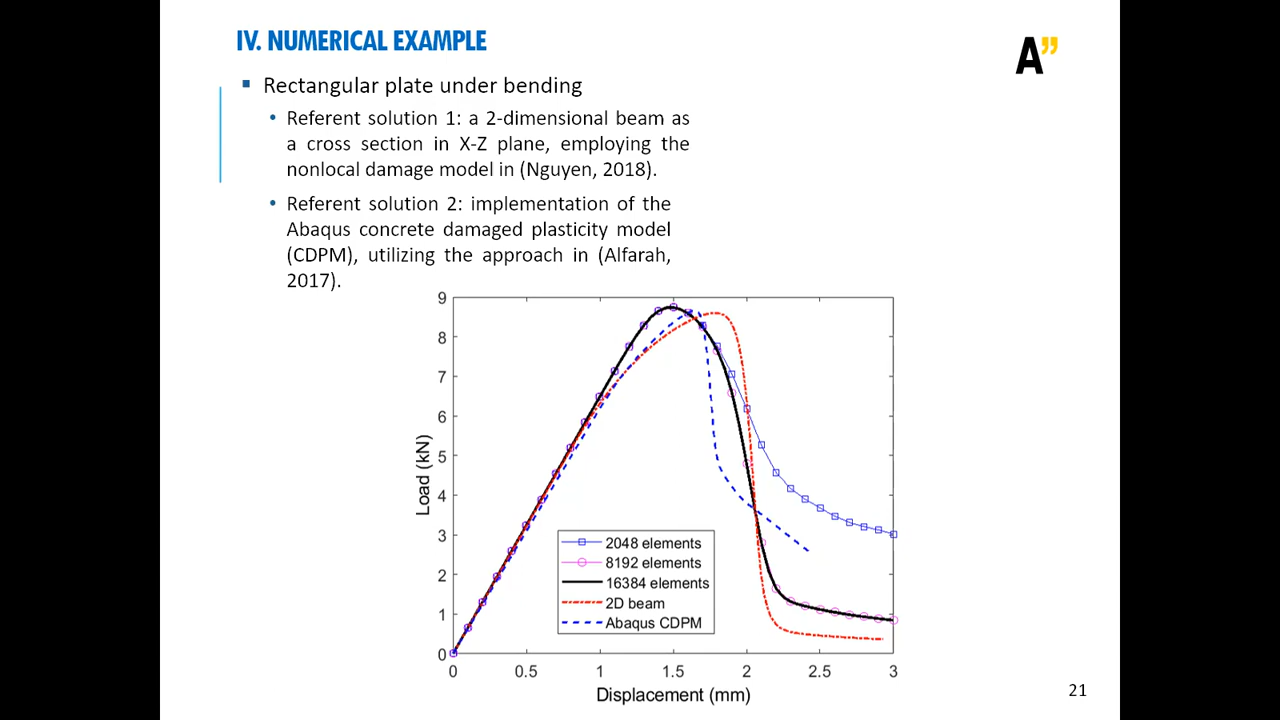 IV. NUMERICAL EXAMPLE
A”
▪ Rectangular plate under bending
• Referent solution 1: a 2-dimensional beam as
a cross section in X-Z plane, employing the
nonlocal damage model in (Nguyen, 2018).
• Referent solution 2: implementation of the
Abaqus concrete damaged plasticity model
(CDPM), utilizing the approach in (Alfarah,
2017).
9
8
7
6
5
4
3
2
1
0
Load (kN)
2048 elements
8192 elements
16384 elements
2D beam
Abaqus CDPM
0 0.5 1 1.5 2 2.5 3
Displacement (mm)
21